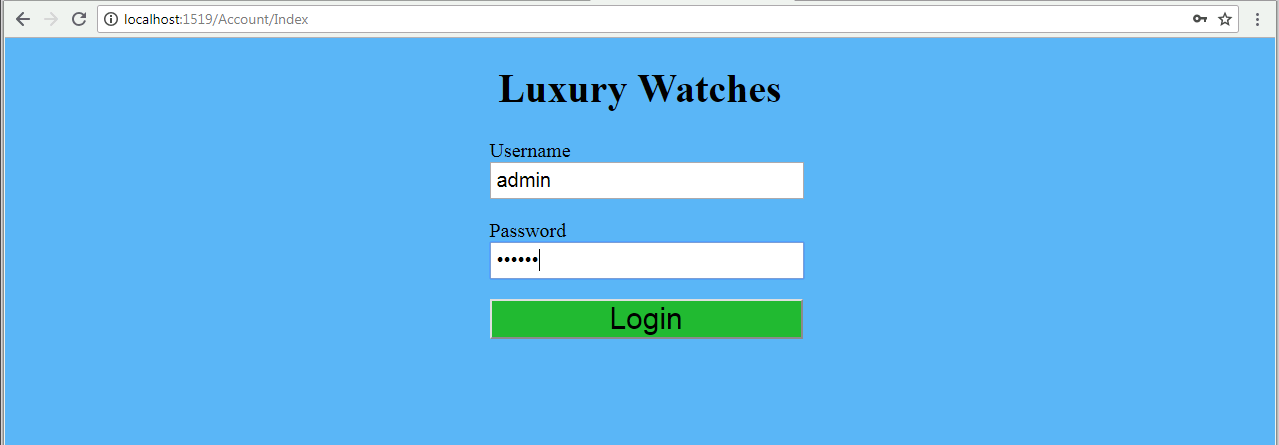 localhost:1519/Account/Index
Luxury Watches
Username
admin
Password
••••••
Login